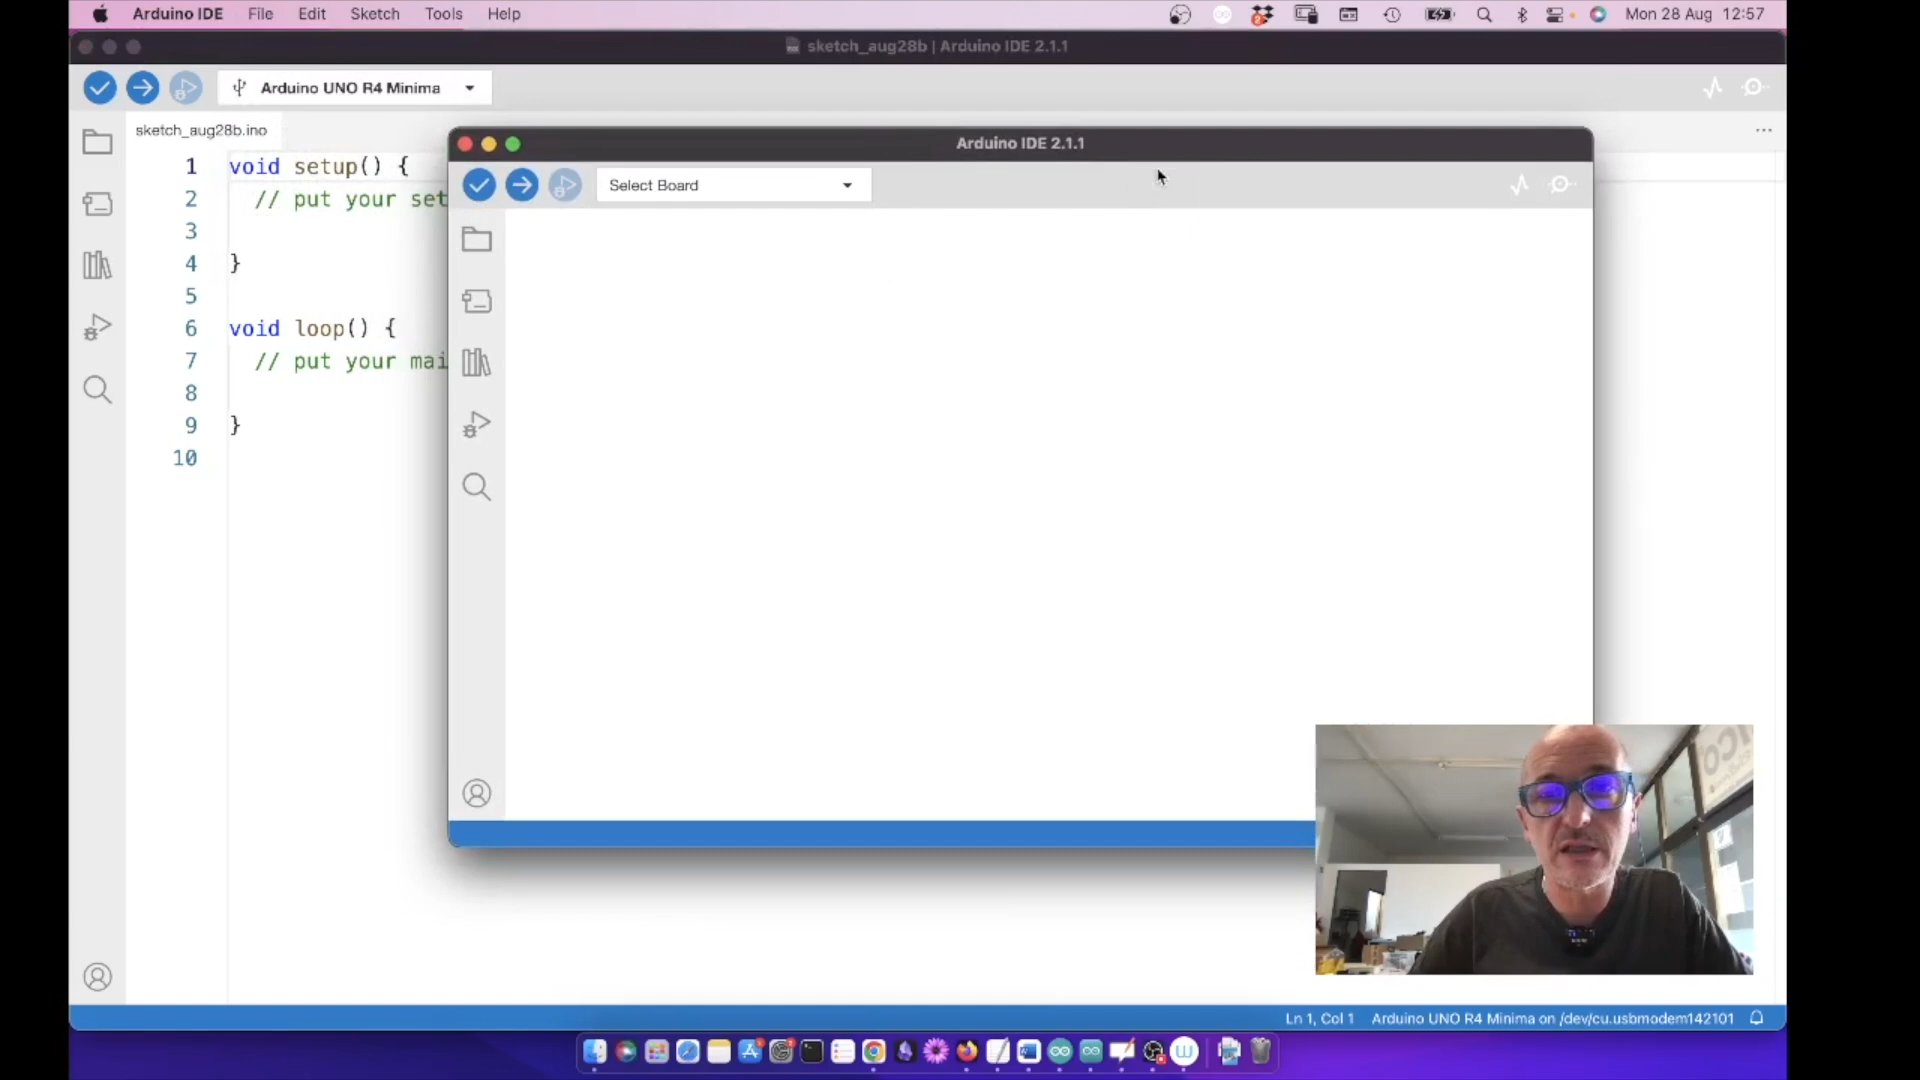 Arduino IDE File Edit Sketch Tools Help
Mon 28 Aug 12:57
sketch_aug28b | Arduino IDE 2.1.1
Arduino UNO R4 Minima
sketch_aug28b.ino
1 void setup() {
2 // put your set
3
4 }
5
6 void loop() {
7 // put your mai
8
9 }
10
Arduino IDE 2.1.1
Select Board
Ln 1, Col 1 Arduino UNO R4 Minima on /dev/cu.usbmodem142101